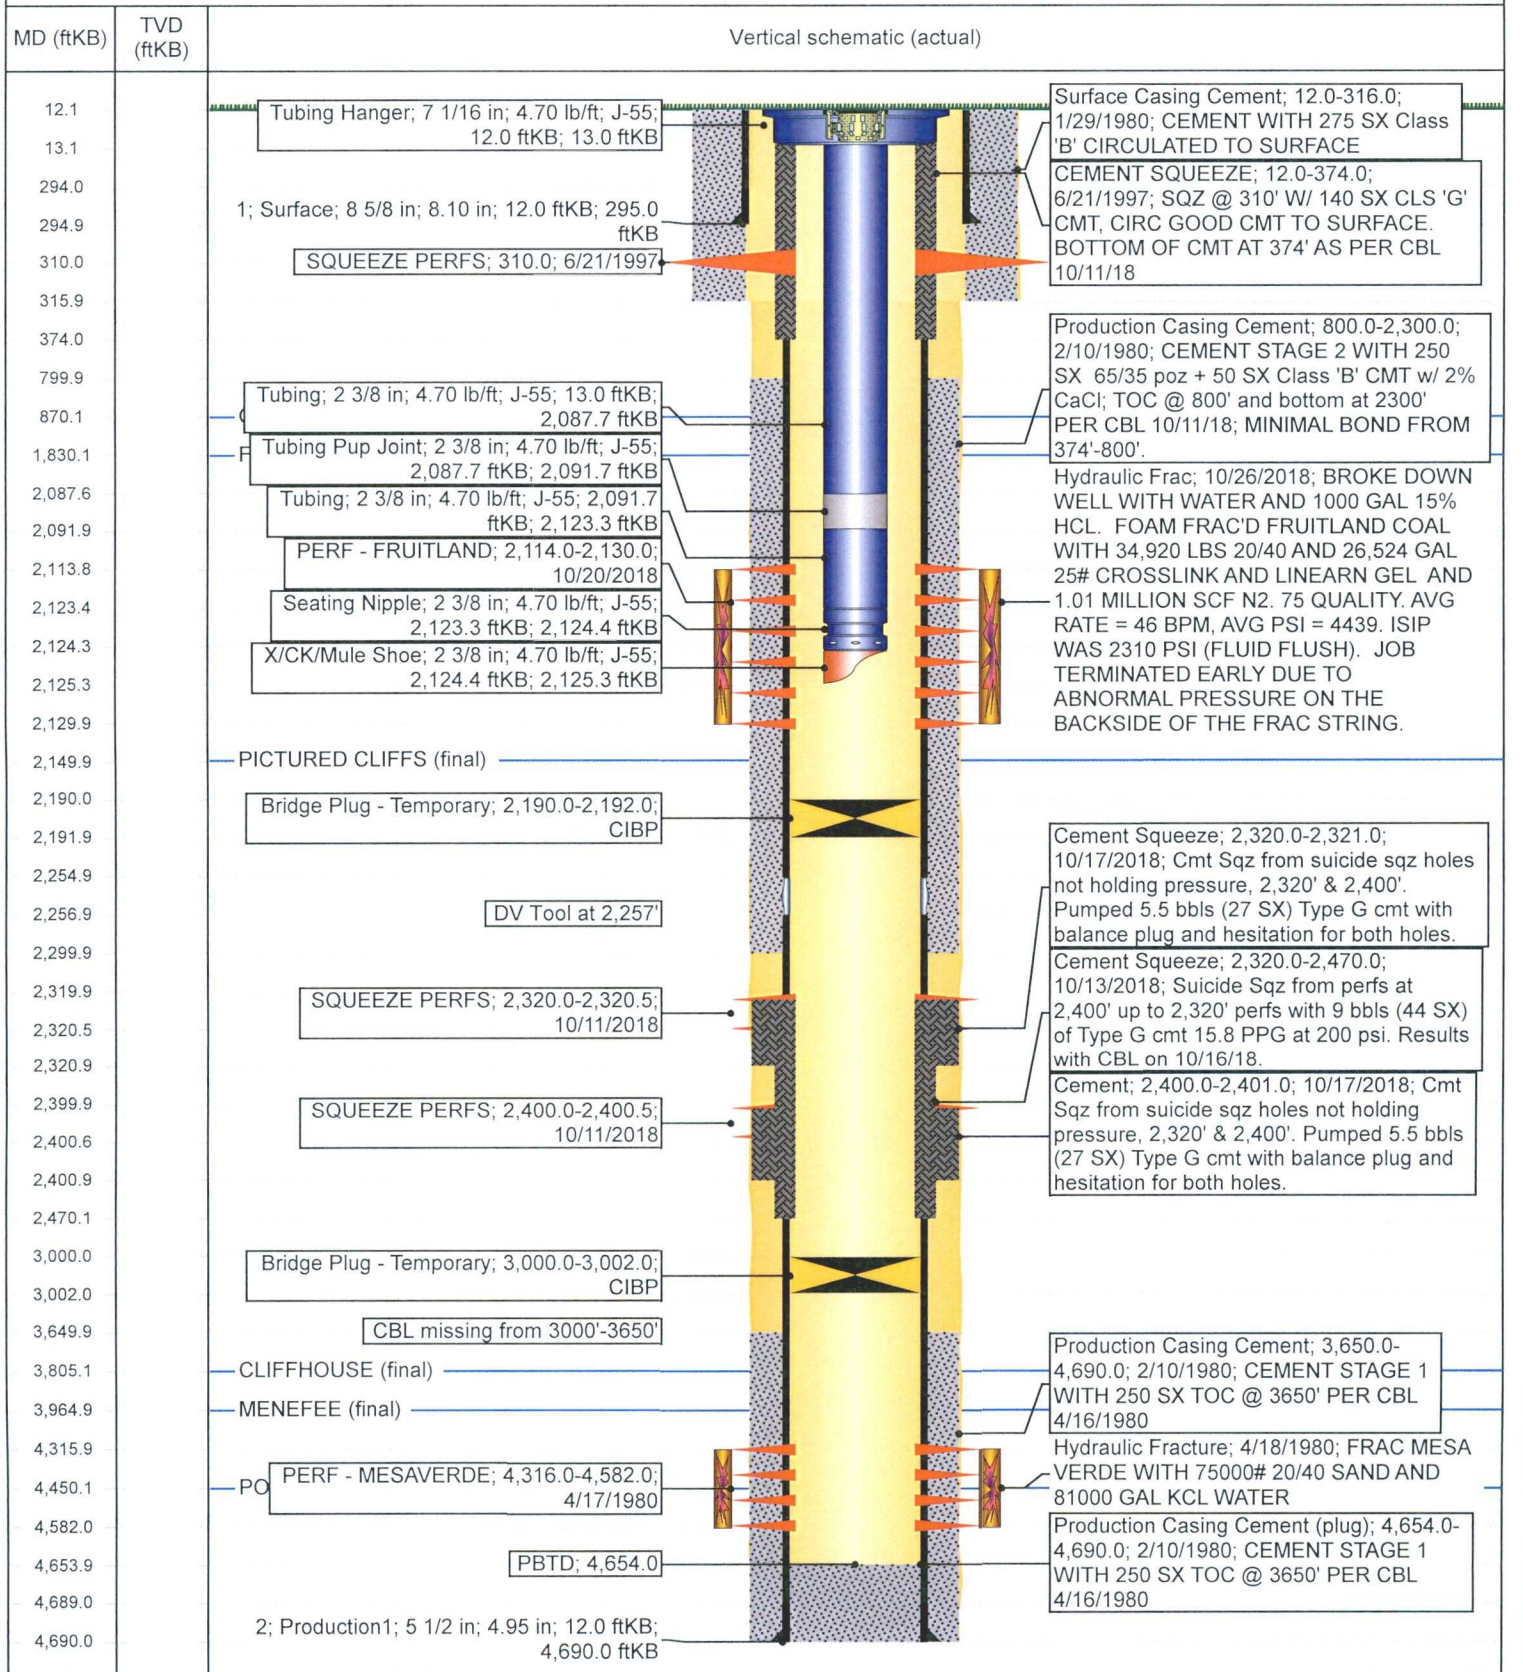 MD (ftKB)
TVD
(ftKB)
Vertical schematic (actual)
12.1
13.1
294.0
294.9
310.0
315.9
374.0
799.9
870.1
1,830.1
2,087.6
2,091.9
2,113.8
2,123.4
2,124.3
2,125.3
2,129.9
2,149.9
2,190.0
2,191.9
2,254.9
2,256.9
2,299.9
2,319.9
2,320.5
2,320.9
2,399.9
2,400.6
2,400.9
2,470.1
3,000.0
3,002.0
3,649.9
3,805.1
3,964.9
4,315.9
4,450.1
4,582.0
4,653.9
4,689.0
4,690.0
Tubing Hanger; 7 1/16 in; 4.70 lb/ft; J-55;
12.0 ftKB; 13.0 ftKB
1; Surface; 8 5/8 in; 8.10 in; 12.0 ftKB; 295.0
ftKB
SQUEEZE PERFS; 310.0; 6/21/1997
Tubing; 2 3/8 in; 4.70 lb/ft; J-55; 13.0 ftKB;
2,087.7 ftKB
F
Tubing Pup Joint; 2 3/8 in; 4.70 lb/ft; J-55;
2,087.7 ftKB; 2,091.7 ftKB
Tubing; 2 3/8 in; 4.70 lb/ft; J-55; 2,091.7
ftKB; 2,123.3 ftKB
PERF - FRUITLAND; 2,114.0-2,130.0;
10/20/2018
Seating Nipple; 2 3/8 in; 4.70 lb/ft; J-55;
2,123.3 ftKB; 2,124.4 ftKB
X/CK/Mule Shoe; 2 3/8 in; 4.70 lb/ft; J-55;
2,124.4 ftKB; 2,125.3 ftKB
PICTURED CLIFFS (final)
Bridge Plug - Temporary; 2,190.0-2,192.0;
CIBP
DV Tool at 2,257'
SQUEEZE PERFS; 2,320.0-2,320.5;
10/11/2018
SQUEEZE PERFS; 2,400.0-2,400.5;
10/11/2018
Bridge Plug - Temporary; 3,000.0-3,002.0;
CIBP
CBL missing from 3000'-3650'
CLIFFHOUSE (final)
MENEFEE (final)
PO
PERF - MESAVERDE; 4,316.0-4,582.0;
4/17/1980
PBTD; 4,654.0
2; Production1; 5 1/2 in; 4.95 in; 12.0 ftKB;
4,690.0 ftKB
Surface Casing Cement; 12.0-316.0;
1/29/1980; CEMENT WITH 275 SX Class
'B' CIRCULATED TO SURFACE
CEMENT SQUEEZE; 12.0-374.0;
6/21/1997; SQZ @ 310' W/ 140 SX CLS 'G'
CMT, CIRC GOOD CMT TO SURFACE.
BOTTOM OF CMT AT 374' AS PER CBL
10/11/18
Production Casing Cement; 800.0-2,300.0;
2/10/1980; CEMENT STAGE 2 WITH 250
SX 65/35 poz + 50 SX Class 'B' CMT w/ 2%
CaCl; TOC @ 800' and bottom at 2300'
PER CBL 10/11/18; MINIMAL BOND FROM
374'-800'.
Hydraulic Frac; 10/26/2018; BROKE DOWN
WELL WITH WATER AND 1000 GAL 15%
HCL. FOAM FRAC'D FRUITLAND COAL
WITH 34,920 LBS 20/40 AND 26,524 GAL
25# CROSSLINK AND LINEARN GEL AND
1.01 MILLION SCF N2. 75 QUALITY. AVG
RATE = 46 BPM, AVG PSI = 4439. ISIP
WAS 2310 PSI (FLUID FLUSH). JOB
TERMINATED EARLY DUE TO
ABNORMAL PRESSURE ON THE
BACKSIDE OF THE FRAC STRING.
Cement Squeeze; 2,320.0-2,321.0;
10/17/2018; Cmt Sqz from suicide sqz holes
not holding pressure, 2,320' & 2,400'.
Pumped 5.5 bbls (27 SX) Type G cmt with
balance plug and hesitation for both holes.
Cement Squeeze; 2,320.0-2,470.0;
10/13/2018; Suicide Sqz from perfs at
2,400' up to 2,320' perfs with 9 bbls (44 SX)
of Type G cmt 15.8 PPG at 200 psi. Results
with CBL on 10/16/18.
Cement; 2,400.0-2,401.0; 10/17/2018; Cmt
Sqz from suicide sqz holes not holding
pressure, 2,320' & 2,400'. Pumped 5.5 bbls
(27 SX) Type G cmt with balance plug and
hesitation for both holes.
Production Casing Cement; 3,650.0-
4,690.0; 2/10/1980; CEMENT STAGE 1
WITH 250 SX TOC @ 3650' PER CBL
4/16/1980
Hydraulic Fracture; 4/18/1980; FRAC MESA
VERDE WITH 75000# 20/40 SAND AND
81000 GAL KCL WATER
Production Casing Cement (plug); 4,654.0-
4,690.0; 2/10/1980; CEMENT STAGE 1
WITH 250 SX TOC @ 3650' PER CBL
4/16/1980